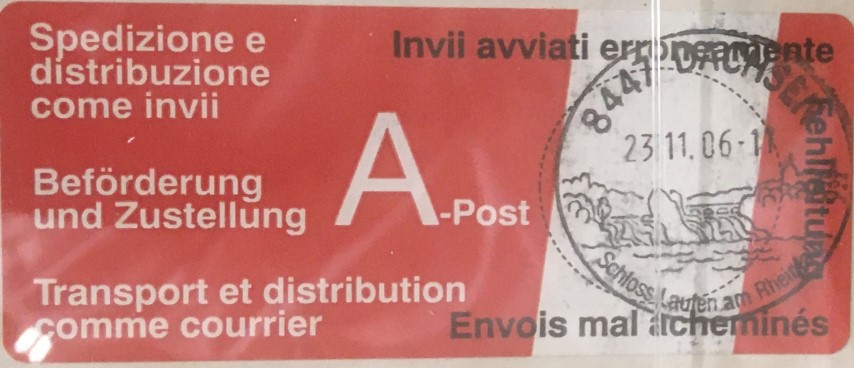 Spedizione e
distribuzione
come invii
Invii avviati erroneamente
Beförderung
und Zustellung
A-Post
Transport et distribution
comme courrier
Envois mal acheminés
Fehlleitung
8447 DACHSEN
23.11.06-11
Schloss Laufen am Rheinfall